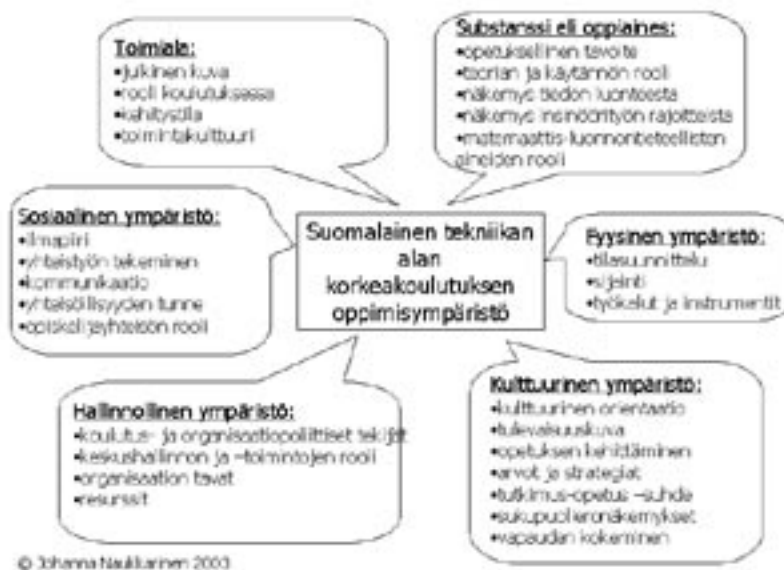 Toimiala:
•julkinen kuva
•rooli koulutuksessa
•kehitystila
•toimintakulttuuri
Substanssi eli oppiaines:
•opetuksellinen tavoite
•teorian ja käytännön rooli
•näkemys tiedon luonteesta
•näkemys insinöörityön rajoitteista
•matemaattis-luonnontieteellisten
aineiden rooli
Sosiaalinen ympäristö:
•ilmapiiri
•yhteistyön tekeminen
•kommunikaatio
•yhteisöllisyyden tunne
•opiskelijayhteisön rooli
Suomalainen tekniikan
alan
korkeakoulutuksen
oppimisympäristö
Fyysinen ympäristö:
•tilasuunnittelu
•sijainti
•työkalut ja instrumentit
Hallinnollinen ympäristö:
•koulutus- ja organisaatiopoliittiset tekijät
•keskushallinnon ja –toimintojen rooli
•organisaation tavat
•resurssit
Kulttuurinen ympäristö:
•kulttuurinen orientaatio
•tulevaisuuskuva
•opetuksen kehittäminen
•arvot ja strategiat
•tutkimus-opetus –suhde
•sukupuolieronäkemykset
•vapauden kokeminen
© Johanna Naukkarinen 2003